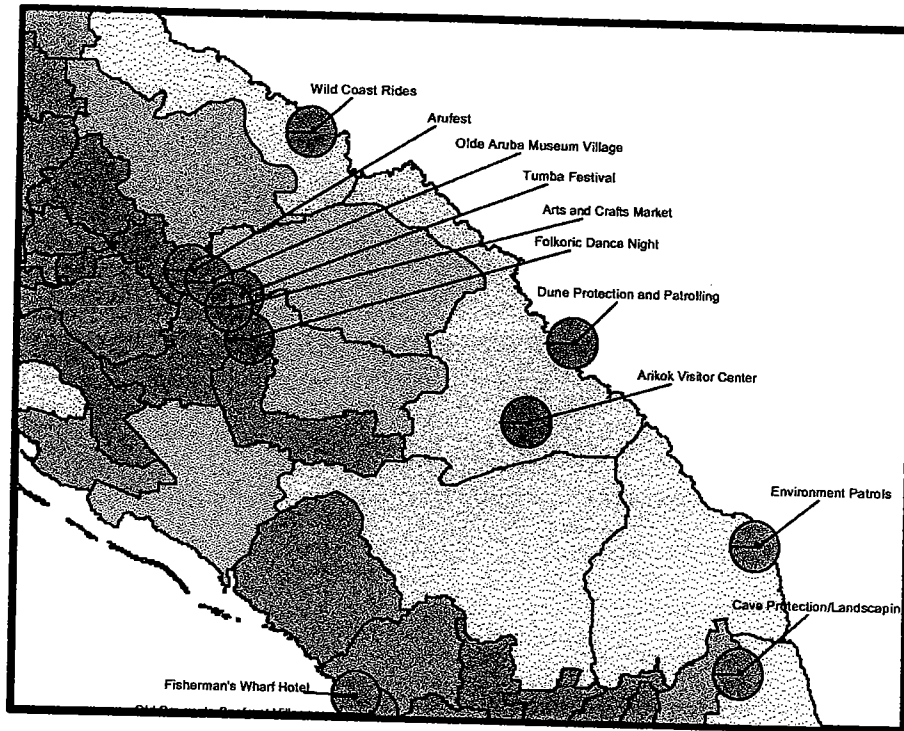 Wild Coast Rides
Arufest
Olde Aruba Museum Village
Tumba Festival
Arts and Crafts Market
Folkoric Dance Night
Dune Protection and Patrolling
Arikok Visitor Center
Environment Patrols
Cave Protection/Landscapin
Fisherman's Wharf Hotel